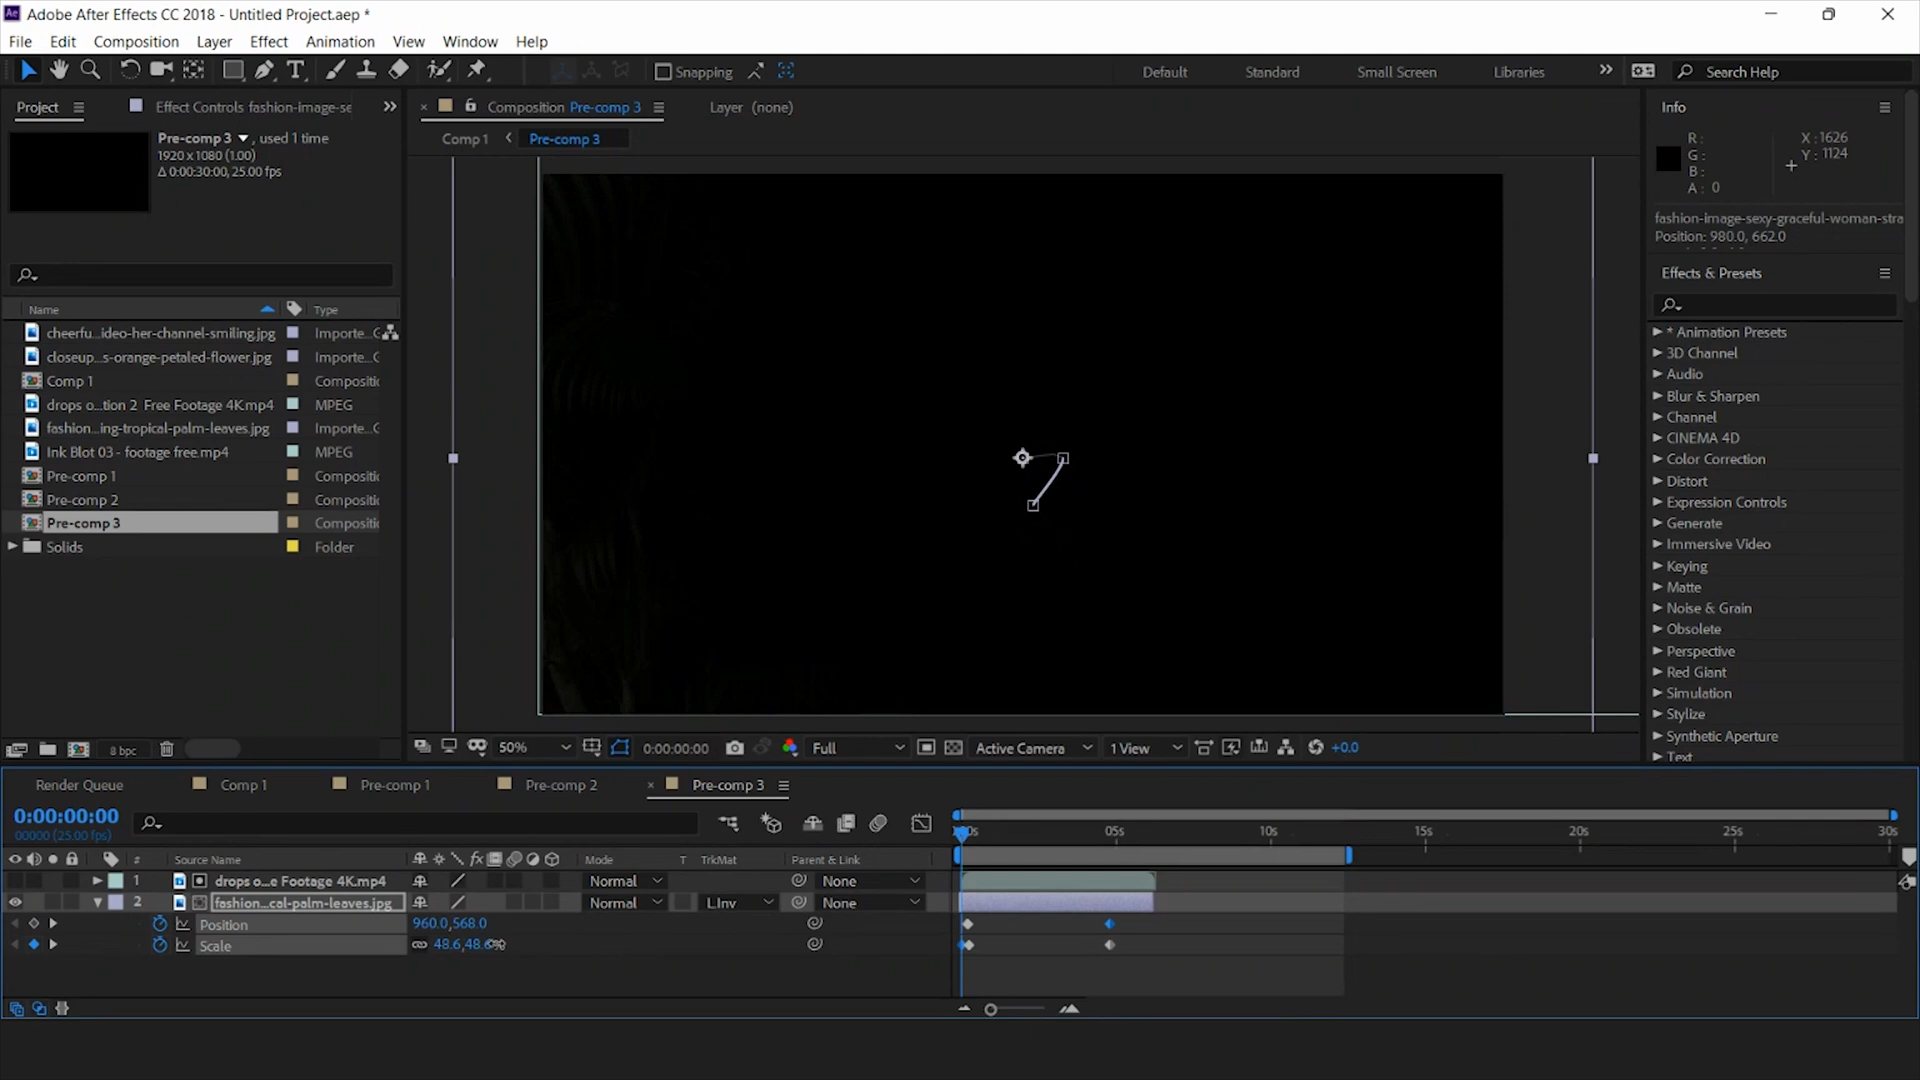 Adobe After Effects CC 2018 - Untitled Project.aep *
File Edit Composition Layer Effect Animation View Window Help
Snapping Default Standard Small Screen Libraries Search Help
Project Effect Controls fashion-image-se
Composition Pre-comp 3 Layer (none)
Comp 1 Pre-comp 3
Pre-comp 3 , used 1 time
1920 x 1080 (1.00)
Δ 0:00:30:00, 25.00 fps
Name Type
cheerfu...ideo-her-channel-smiling.jpg Importe...G
closeup...s-orange-petaled-flower.jpg Importe...G
Comp 1 Compositic
drops o...tion 2 Free Footage 4K.mp4 MPEG
fashion...ing-tropical-palm-leaves.jpg Importe...G
Ink Blot 03 - footage free.mp4 MPEG
Pre-comp 1 Compositic
Pre-comp 2 Compositic
Pre-comp 3 Compositic
Solids Folder
8 bpc
50% 0:00:00:00 Full Active Camera 1 View +0.0
Info
R : X : 1626
G : Y : 1124
B :
A : 0
fashion-image-sexy-graceful-woman-stra
Position: 980.0, 662.0
Effects & Presets
* Animation Presets
3D Channel
Audio
Blur & Sharpen
Channel
CINEMA 4D
Color Correction
Distort
Expression Controls
Generate
Immersive Video
Keying
Matte
Noise & Grain
Obsolete
Perspective
Red Giant
Simulation
Stylize
Synthetic Aperture
Text
Render Queue Comp 1 Pre-comp 1 Pre-comp 2 Pre-comp 3
0:00:00:00
00000 (25.00 fps)
05s 10s 15s 20s 25s 30s
# Source Name fx Mode T TrkMat Parent & Link
1 drops o...e Footage 4K.mp4 Normal None
2 fashion...cal-palm-leaves.jpg Normal L.Inv None
Position 960.0,568.0
Scale 48.6,48.6